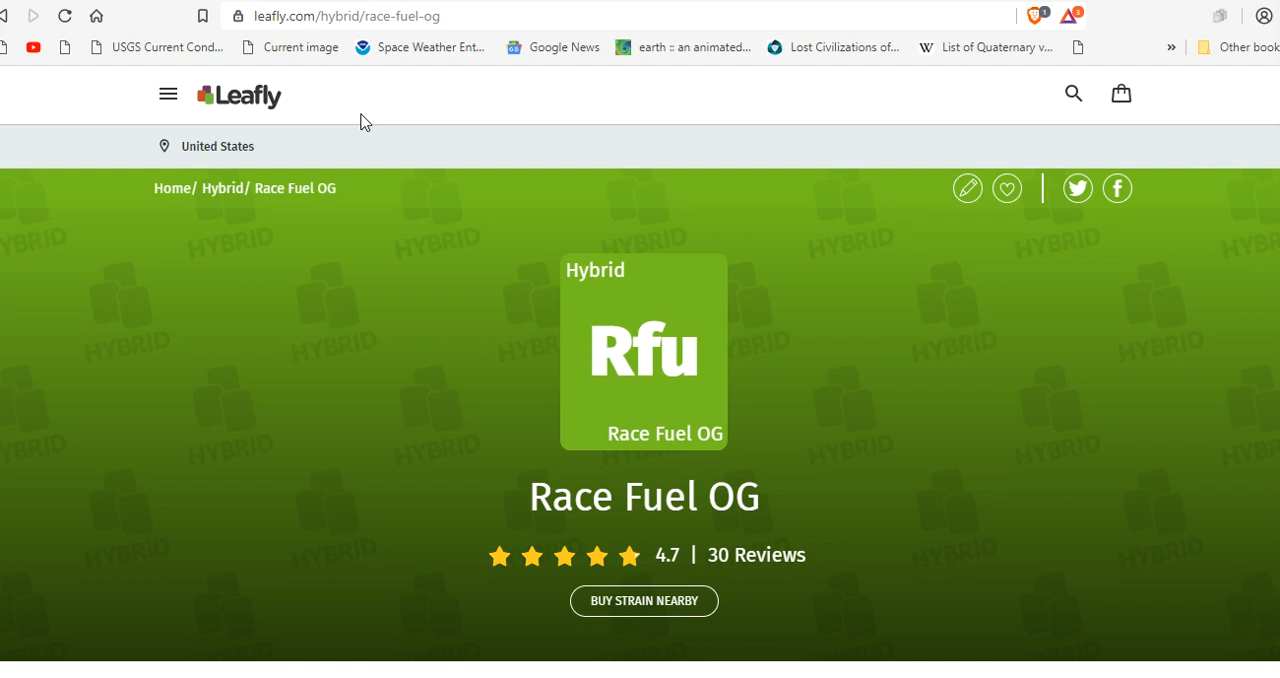 leafly.com/hybrid/race-fuel-og
1
3
USGS Current Cond...
Current image
Space Weather Ent...
Google News
earth :: an animated...
Lost Civilizations of...
W
List of Quaternary v...
»
Other book
Leafly
United States
Home/ Hybrid/ Race Fuel OG
HYBRID
Hybrid
Rfu
Race Fuel OG
Race Fuel OG
4.7 | 30 Reviews
BUY STRAIN NEARBY